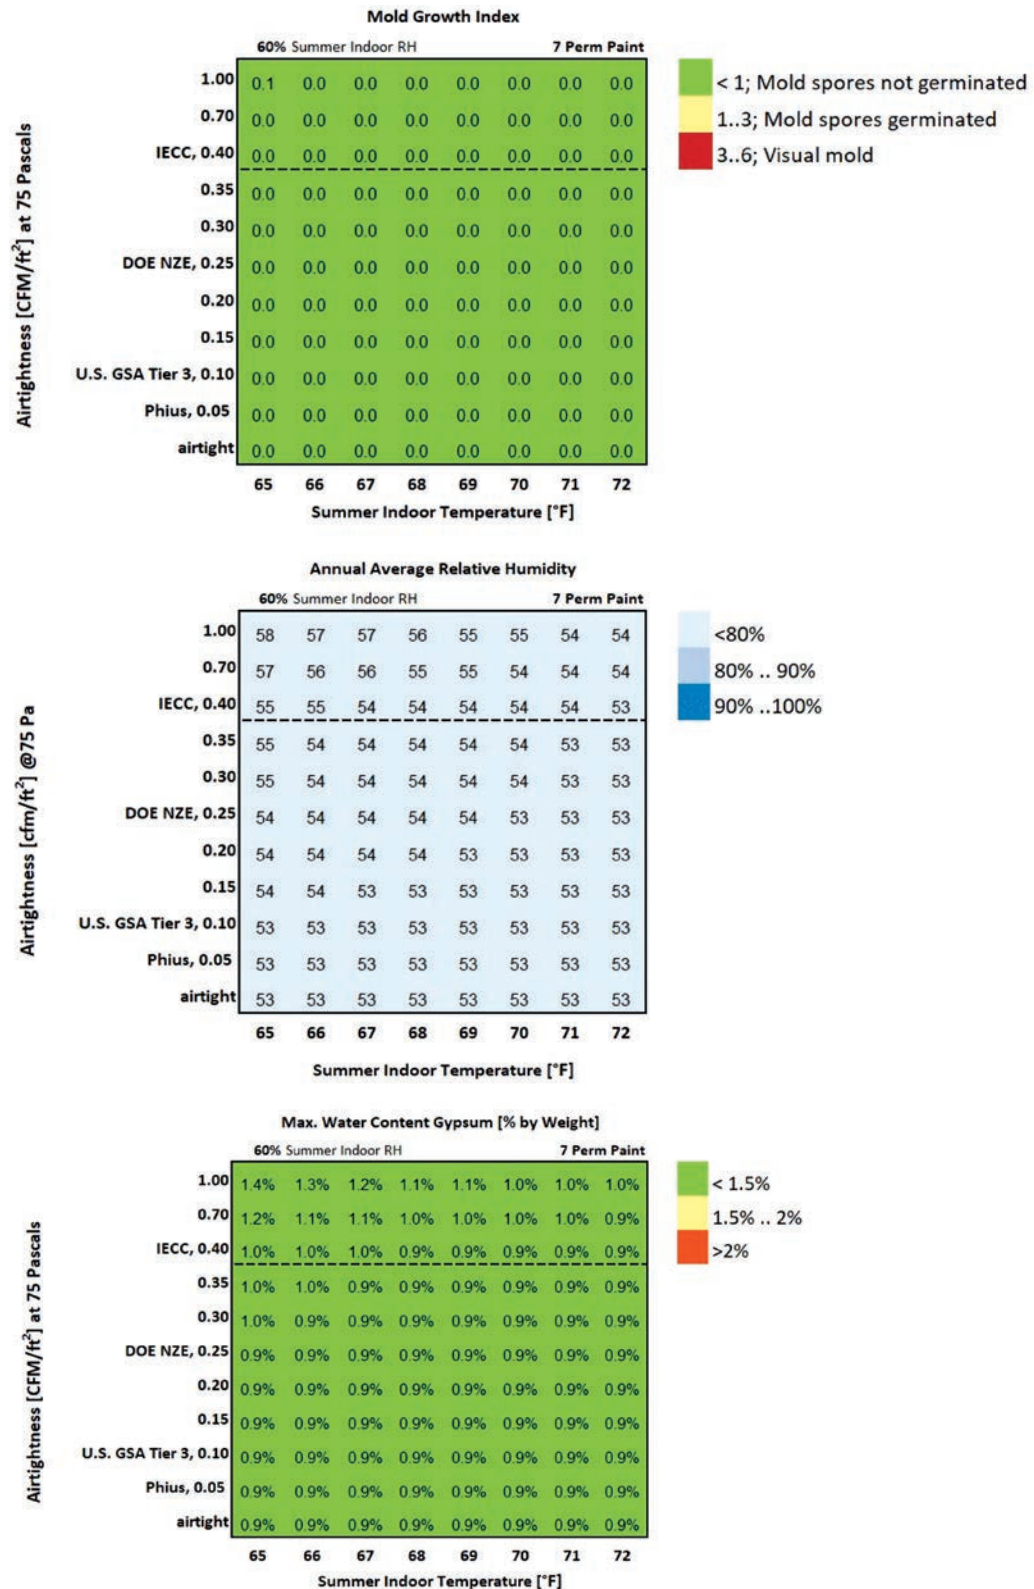 Mold Growth Index
60% Summer Indoor RH 7 Perm Paint
Airtightness [CFM/ft²] at 75 Pascals
1.00 0.1 0.0 0.0 0.0 0.0 0.0 0.0 0.0
0.70 0.0 0.0 0.0 0.0 0.0 0.0 0.0 0.0
IECC, 0.40 0.0 0.0 0.0 0.0 0.0 0.0 0.0 0.0
0.35 0.0 0.0 0.0 0.0 0.0 0.0 0.0 0.0
0.30 0.0 0.0 0.0 0.0 0.0 0.0 0.0 0.0
DOE NZE, 0.25 0.0 0.0 0.0 0.0 0.0 0.0 0.0 0.0
0.20 0.0 0.0 0.0 0.0 0.0 0.0 0.0 0.0
0.15 0.0 0.0 0.0 0.0 0.0 0.0 0.0 0.0
U.S. GSA Tier 3, 0.10 0.0 0.0 0.0 0.0 0.0 0.0 0.0 0.0
Phius, 0.05 0.0 0.0 0.0 0.0 0.0 0.0 0.0 0.0
airtight 0.0 0.0 0.0 0.0 0.0 0.0 0.0 0.0
65 66 67 68 69 70 71 72
Summer Indoor Temperature [°F]
< 1; Mold spores not germinated
1..3; Mold spores germinated
3..6; Visual mold
Annual Average Relative Humidity
60% Summer Indoor RH 7 Perm Paint
Airtightness [cfm/ft²] @75 Pa
1.00 58 57 57 56 55 55 54 54
0.70 57 56 56 55 55 54 54 54
IECC, 0.40 55 55 54 54 54 54 54 53
0.35 55 54 54 54 54 54 53 53
0.30 55 54 54 54 54 54 53 53
DOE NZE, 0.25 54 54 54 54 54 53 53 53
0.20 54 54 54 54 53 53 53 53
0.15 54 54 53 53 53 53 53 53
U.S. GSA Tier 3, 0.10 53 53 53 53 53 53 53 53
Phius, 0.05 53 53 53 53 53 53 53 53
airtight 53 53 53 53 53 53 53 53
65 66 67 68 69 70 71 72
Summer Indoor Temperature [°F]
<80%
80% .. 90%
90% ..100%
Max. Water Content Gypsum [% by Weight]
60% Summer Indoor RH 7 Perm Paint
Airtightness [CFM/ft²] at 75 Pascals
1.00 1.4% 1.3% 1.2% 1.1% 1.1% 1.0% 1.0% 1.0%
0.70 1.2% 1.1% 1.1% 1.0% 1.0% 1.0% 1.0% 0.9%
IECC, 0.40 1.0% 1.0% 1.0% 0.9% 0.9% 0.9% 0.9% 0.9%
0.35 1.0% 1.0% 0.9% 0.9% 0.9% 0.9% 0.9% 0.9%
0.30 1.0% 0.9% 0.9% 0.9% 0.9% 0.9% 0.9% 0.9%
DOE NZE, 0.25 0.9% 0.9% 0.9% 0.9% 0.9% 0.9% 0.9% 0.9%
0.20 0.9% 0.9% 0.9% 0.9% 0.9% 0.9% 0.9% 0.9%
0.15 0.9% 0.9% 0.9% 0.9% 0.9% 0.9% 0.9% 0.9%
U.S. GSA Tier 3, 0.10 0.9% 0.9% 0.9% 0.9% 0.9% 0.9% 0.9% 0.9%
Phius, 0.05 0.9% 0.9% 0.9% 0.9% 0.9% 0.9% 0.9% 0.9%
airtight 0.9% 0.9% 0.9% 0.9% 0.9% 0.9% 0.9% 0.9%
65 66 67 68 69 70 71 72
Summer Indoor Temperature [°F]
< 1.5%
1.5% .. 2%
>2%